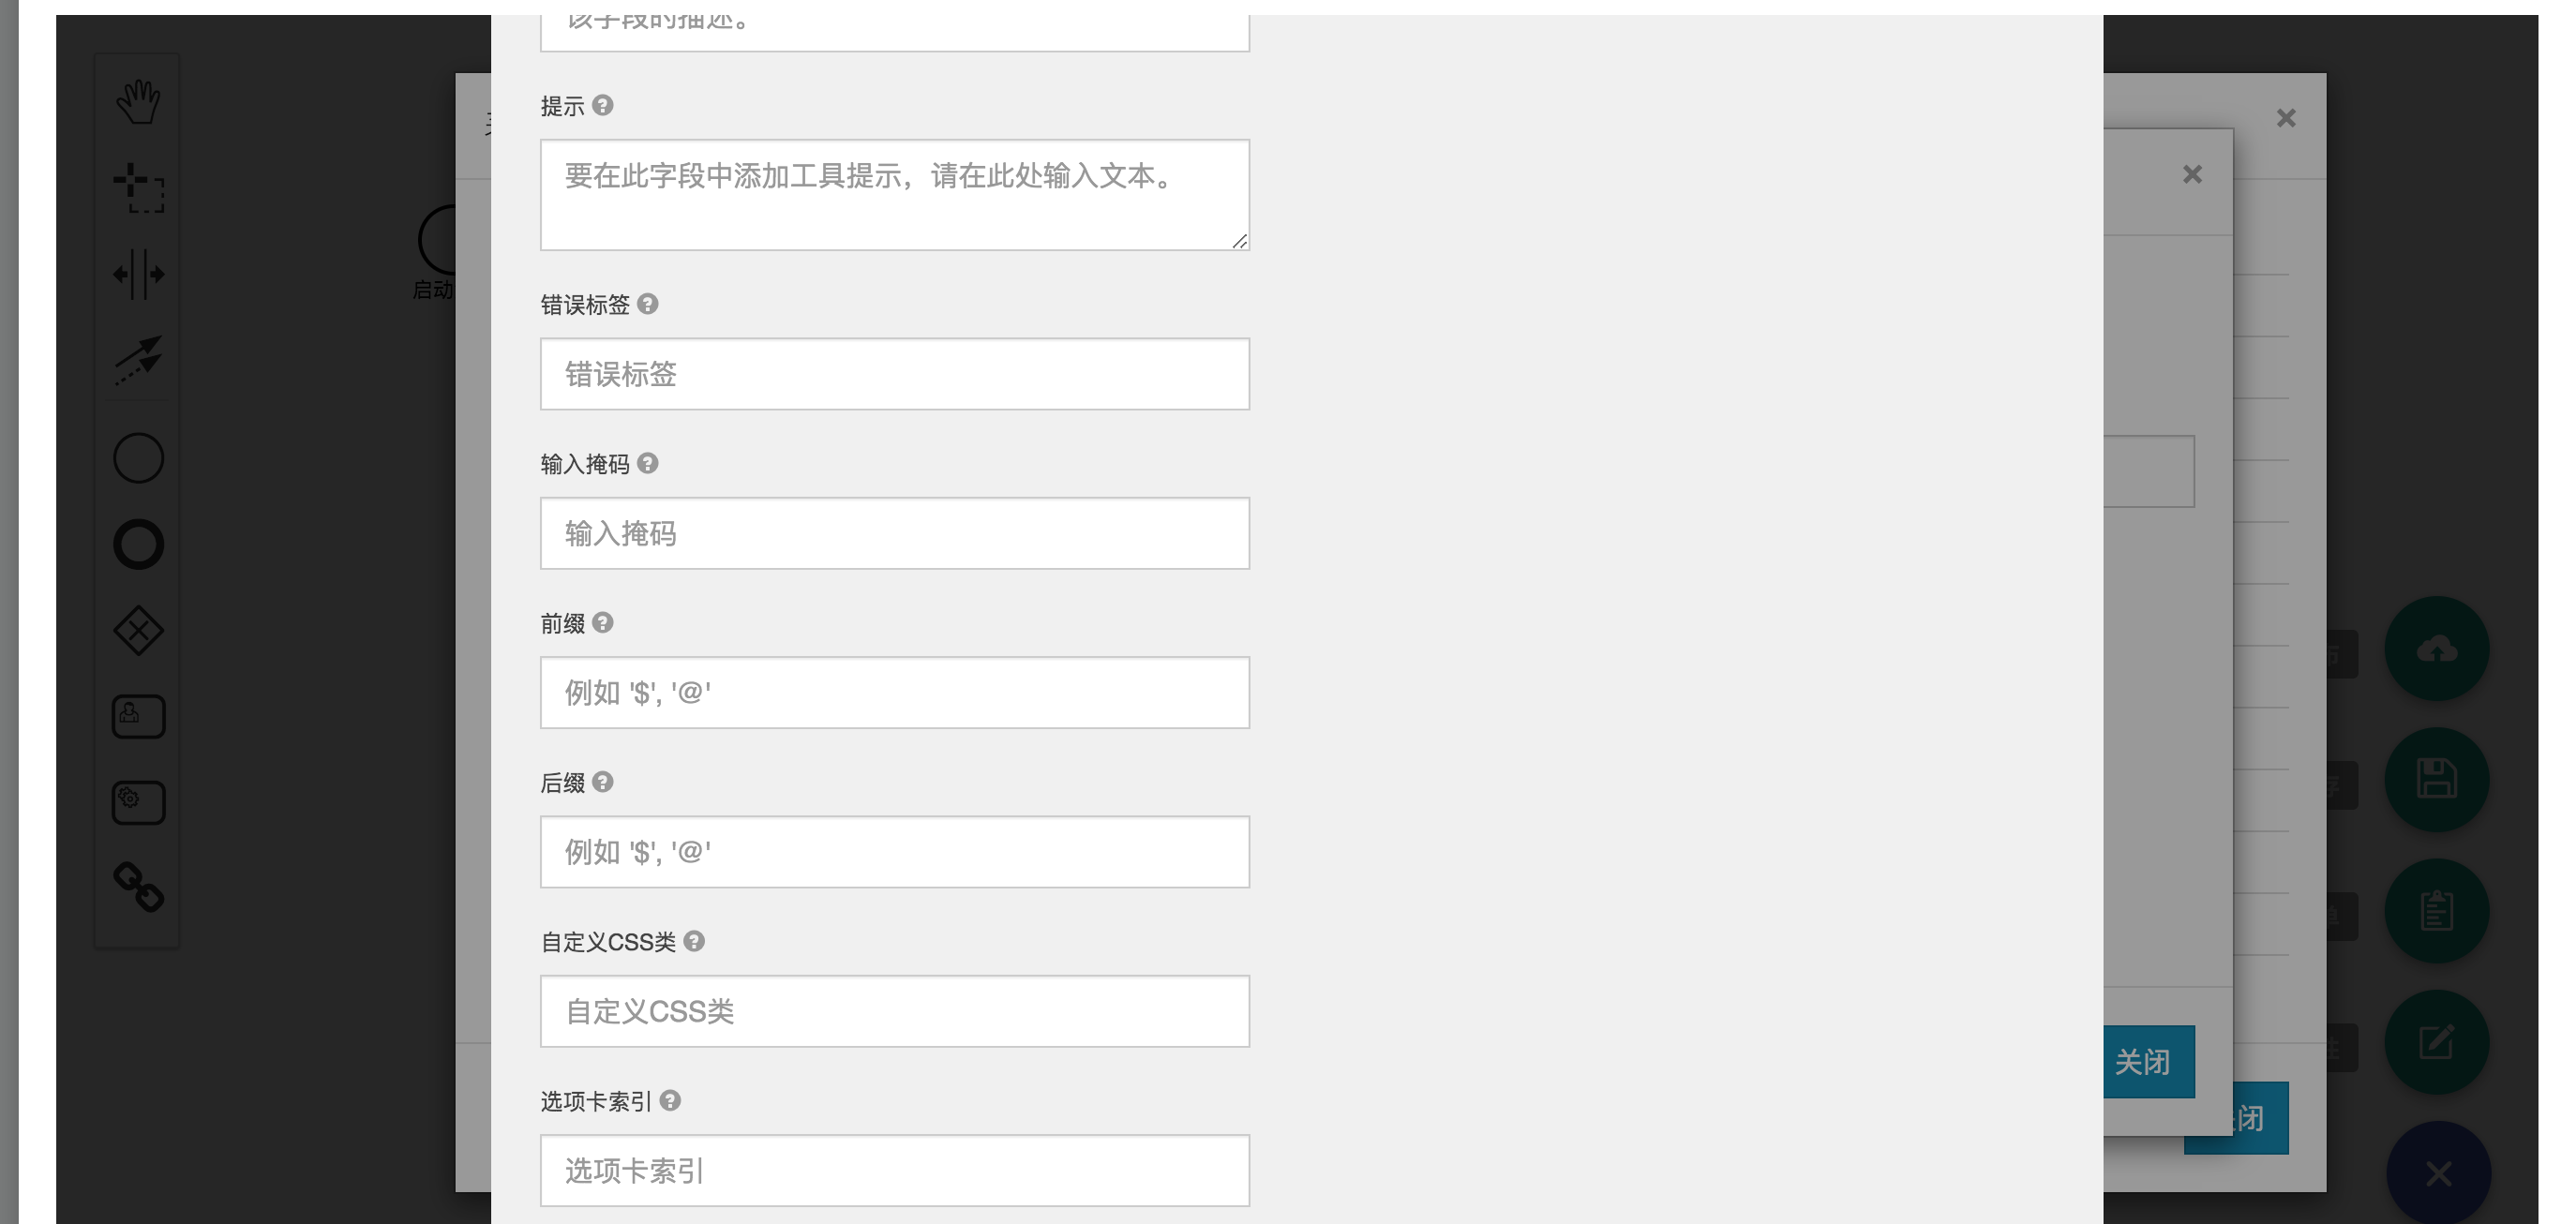 该字段的描述。
提示
要在此字段中添加工具提示，请在此处输入文本。
启动
错误标签
错误标签
输入掩码
输入掩码
前缀
例如 '$', '@'
后缀
例如 '$', '@'
自定义CSS类
自定义CSS类
关闭
选项卡索引
闭
选项卡索引